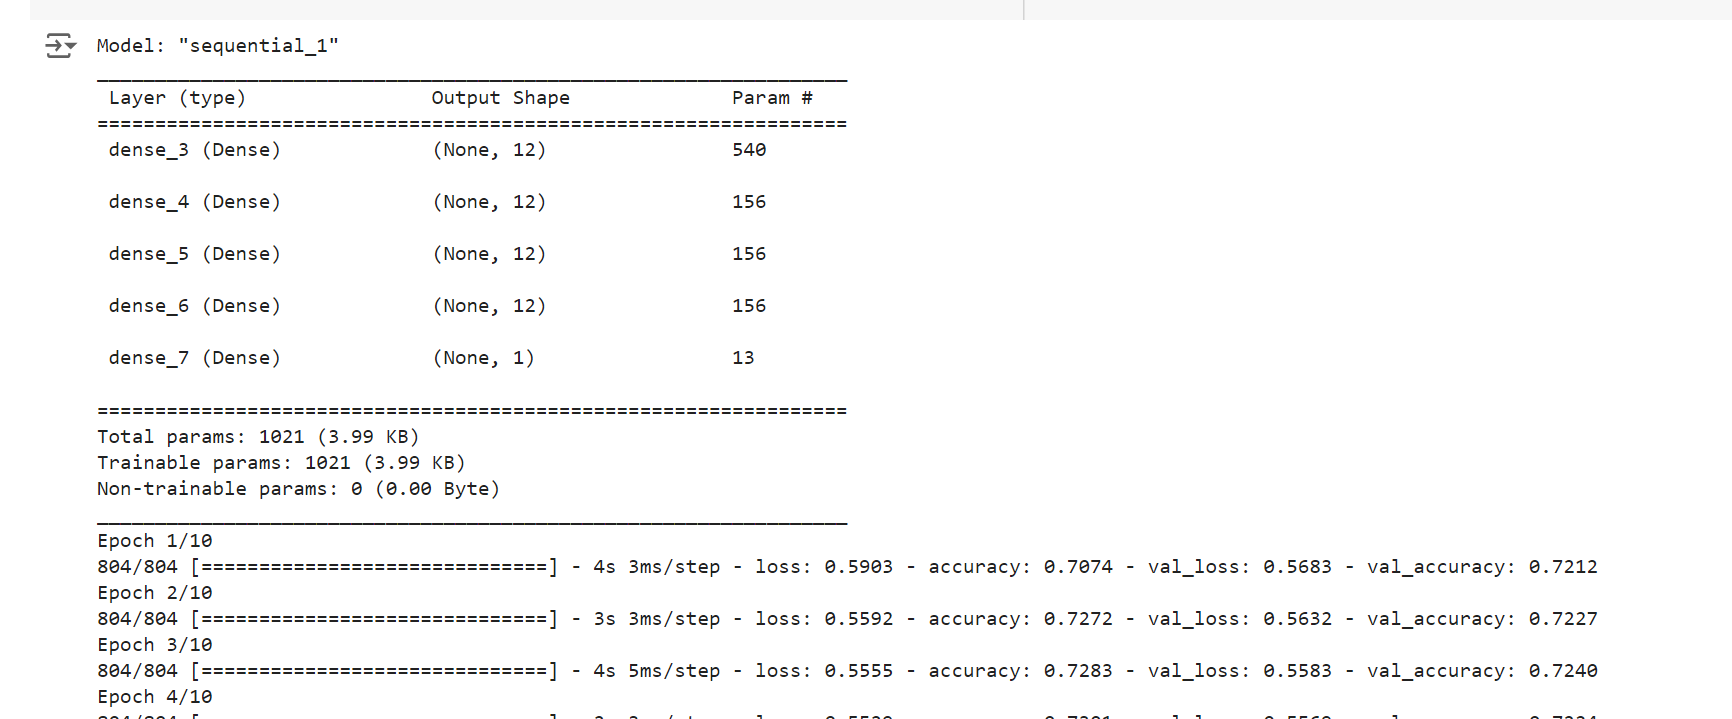 Model: "sequential_1"
Layer (type) Output Shape Param #
=================================================================
dense_3 (Dense) (None, 12) 540
dense_4 (Dense) (None, 12) 156
dense_5 (Dense) (None, 12) 156
dense_6 (Dense) (None, 12) 156
dense_7 (Dense) (None, 1) 13
=================================================================
Total params: 1021 (3.99 KB)
Trainable params: 1021 (3.99 KB)
Non-trainable params: 0 (0.00 Byte)
Epoch 1/10
804/804 [==============================] - 4s 3ms/step - loss: 0.5903 - accuracy: 0.7074 - val_loss: 0.5683 - val_accuracy: 0.7212
Epoch 2/10
804/804 [==============================] - 3s 3ms/step - loss: 0.5592 - accuracy: 0.7272 - val_loss: 0.5632 - val_accuracy: 0.7227
Epoch 3/10
804/804 [==============================] - 4s 5ms/step - loss: 0.5555 - accuracy: 0.7283 - val_loss: 0.5583 - val_accuracy: 0.7240
Epoch 4/10